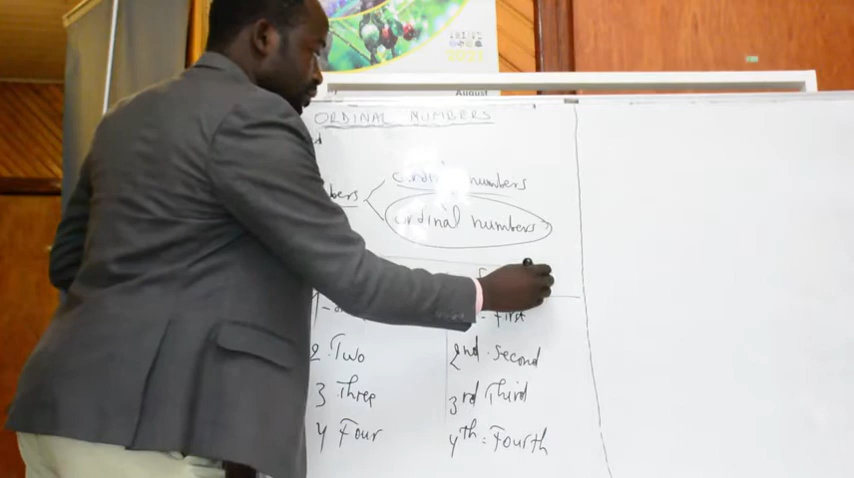 August
ORDINAL NUMBERS
numbers
ordinal numbers
First
2 Two
2nd. Second
3 Three
3rd Third
4 Four
4th = Fourth